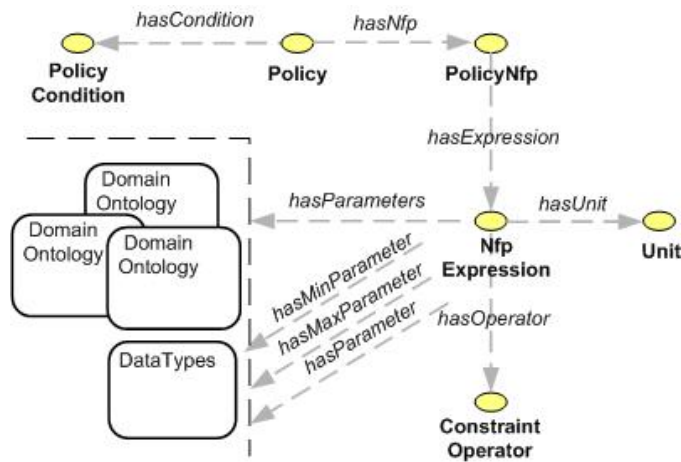 hasCondition
hasNfp
Policy
Condition
Policy
PolicyNfp
hasExpression
Domain
Ontology
Domain
Ontology
Domain
Ontology
hasParameters
hasUnit
Nfp
Expression
Unit
hasMinParameter
hasMaxParameter
hasParameter
hasOperator
DataTypes
Constraint
Operator